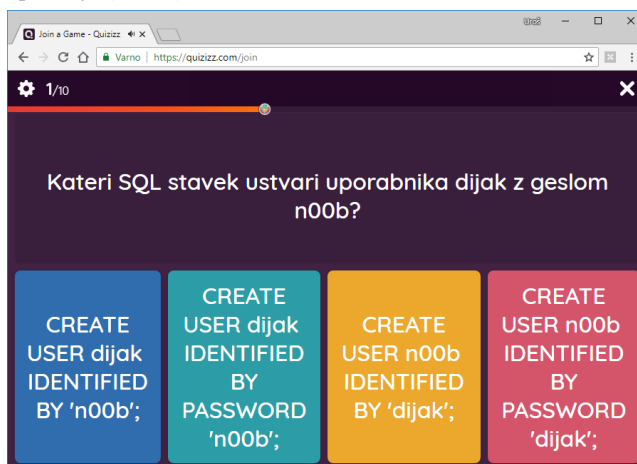 Uroš
Join a Game - Quizizz
Varno | https://quizizz.com/join
1/10
Kateri SQL stavek ustvari uporabnika dijak z geslom
n00b?
CREATE
USER dijak
IDENTIFIED
BY 'n00b';
CREATE
USER dijak
IDENTIFIED
BY
PASSWORD
'n00b';
CREATE
USER n00b
IDENTIFIED
BY 'dijak';
CREATE
USER n00b
IDENTIFIED
BY
PASSWORD
'dijak';